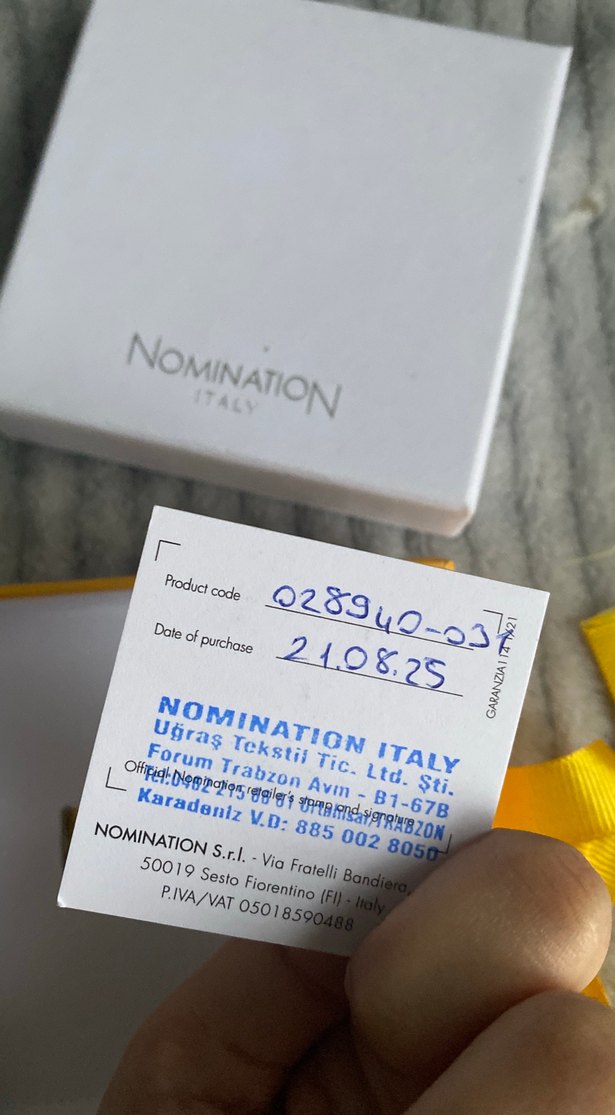 NOMINATION
ITALY
Product code 028940-031
Date of purchase 21.08.25
GARANZIA114
NOMINATION ITALY
Uğraş Tekstil Tic. Ltd. Şti.
Forum Trabzon Avm - B1-67B
Official Nomination retailer's stamp and signature
Ortahisar/TRABZON
Karadeniz V.D: 885 002 8050
NOMINATION S.r.l. - Via Fratelli Bandiera,
50019 Sesto Fiorentino (FI) - Italy
P.IVA/VAT 05018590488